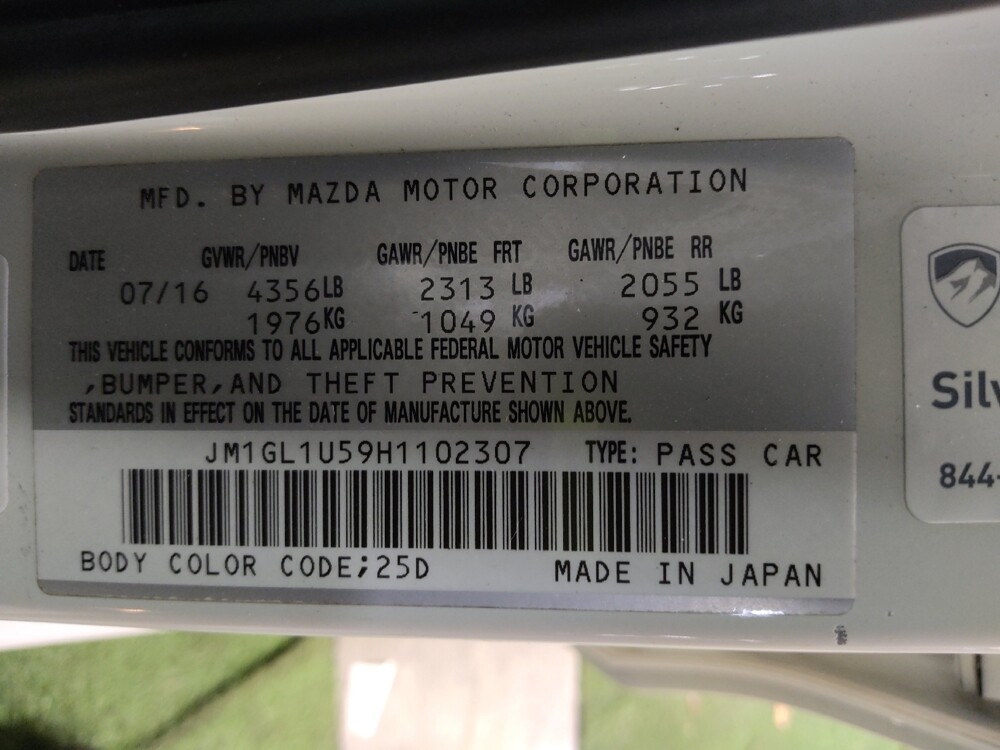 MFD. BY MAZDA MOTOR CORPORATION
DATE GVWR/PNBV GAWR/PNBE FRT GAWR/PNBE RR
07/16 4356LB 2313 LB 2055 LB
1976KG 1049 KG 932 KG
THIS VEHICLE CONFORMS TO ALL APPLICABLE FEDERAL MOTOR VEHICLE SAFETY
,BUMPER,AND THEFT PREVENTION
STANDARDS IN EFFECT ON THE DATE OF MANUFACTURE SHOWN ABOVE.
JM1GL1U59H1102307 TYPE: PASS CAR
BODY COLOR CODE;25D MADE IN JAPAN
Silv
844-